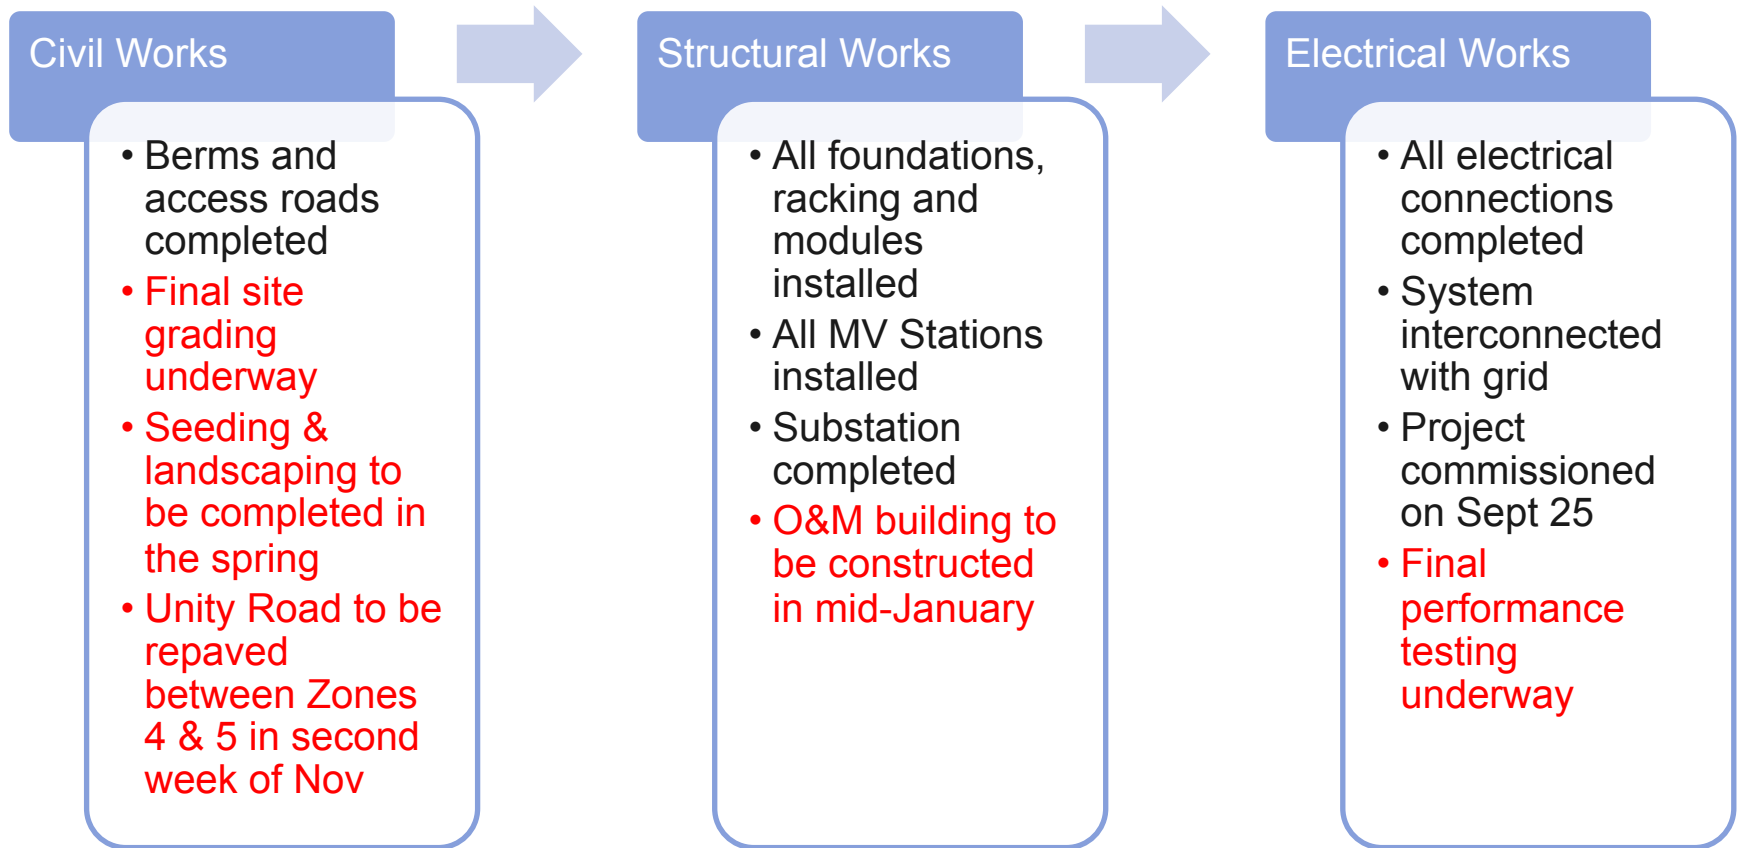 Civil Works
• Berms and
access roads
completed
• Final site
grading
underway
• Seeding &
landscaping to
be completed in
the spring
• Unity Road to be
repaved
between Zones
4 & 5 in second
week of Nov
Structural Works
• All foundations,
racking and
modules
installed
• All MV Stations
installed
• Substation
completed
• O&M building to
be constructed
in mid-January
Electrical Works
• All electrical
connections
completed
• System
interconnected
with grid
• Project
commissioned
on Sept 25
• Final
performance
testing
underway